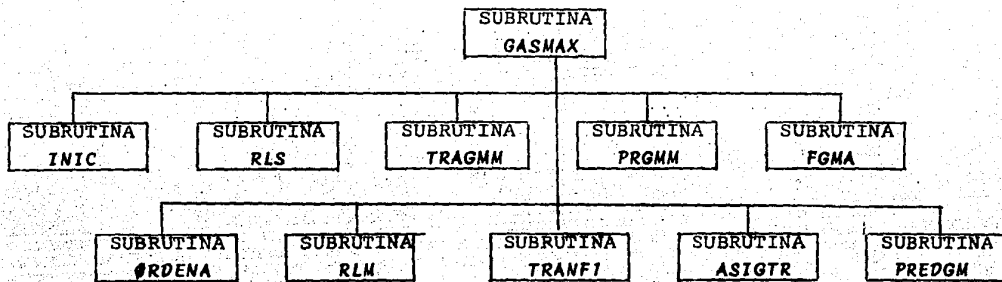 SUBRUTINA
GASMAX
SUBRUTINA
INIC
SUBRUTINA
RLS
SUBRUTINA
TRAGMM
SUBRUTINA
PRGMM
SUBRUTINA
FGMA
SUBRUTINA
ØRDENA
SUBRUTINA
RLM
SUBRUTINA
TRANF1
SUBRUTINA
ASIGTR
SUBRUTINA
PREDGM